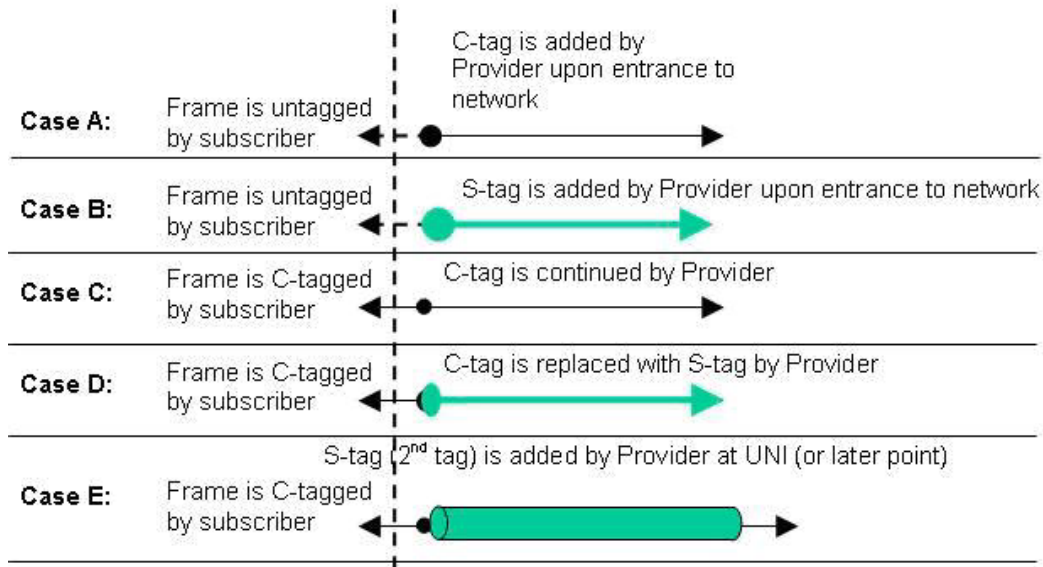 C-tag is added by
Provider upon entrance to
network
Case A:
Frame is untagged
by subscriber
S-tag is added by Provider upon entrance to network
Case B:
Frame is untagged
by subscriber
C-tag is continued by Provider
Case C:
Frame is C-tagged
by subscriber
C-tag is replaced with S-tag by Provider
Case D:
Frame is C-tagged
by subscriber
S-tag (2nd tag) is added by Provider at UNI (or later point)
Case E:
Frame is C-tagged
by subscriber